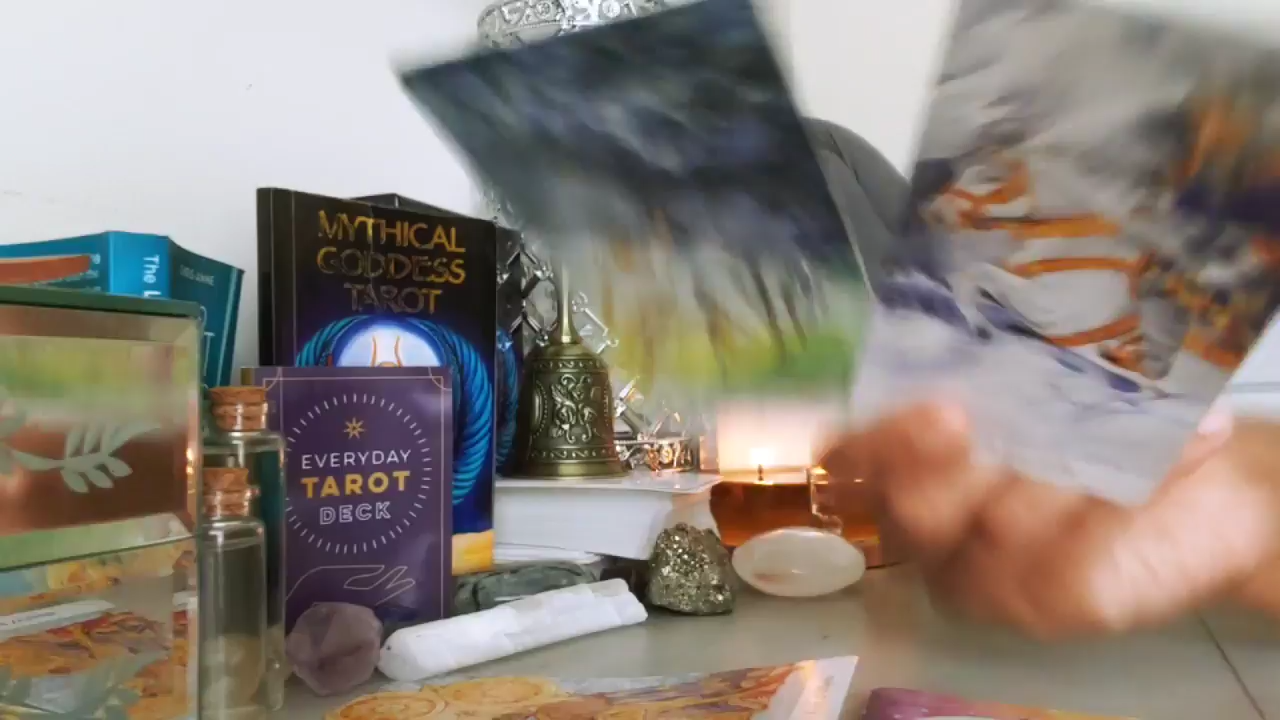 The L
MYTHICAL
GODDESS
TAROT
EVERYDAY
TAROT
DECK